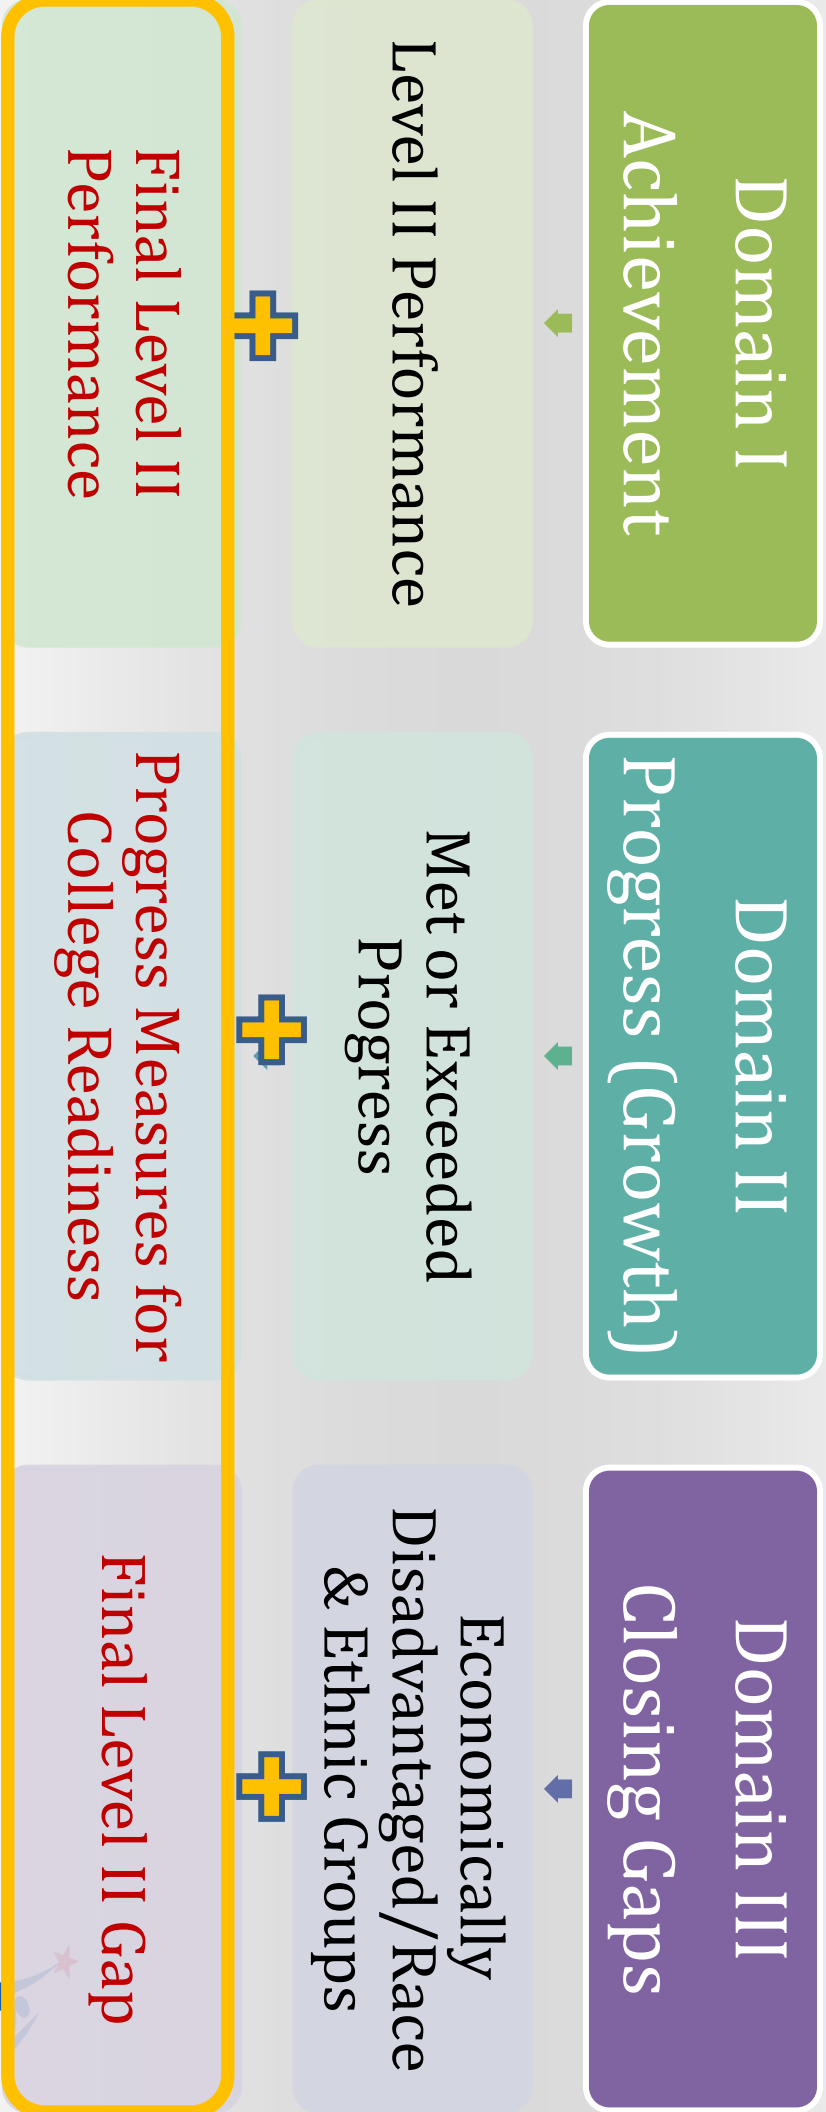 Domain I
Achievement
Level II Performance
Final Level II
Performance
Domain II
Progress (Growth)
Met or Exceeded
Progress
Progress Measures for
College Readiness
Domain III
Closing Gaps
Economically
Disadvantaged/Race
& Ethnic Groups
Final Level II Gap